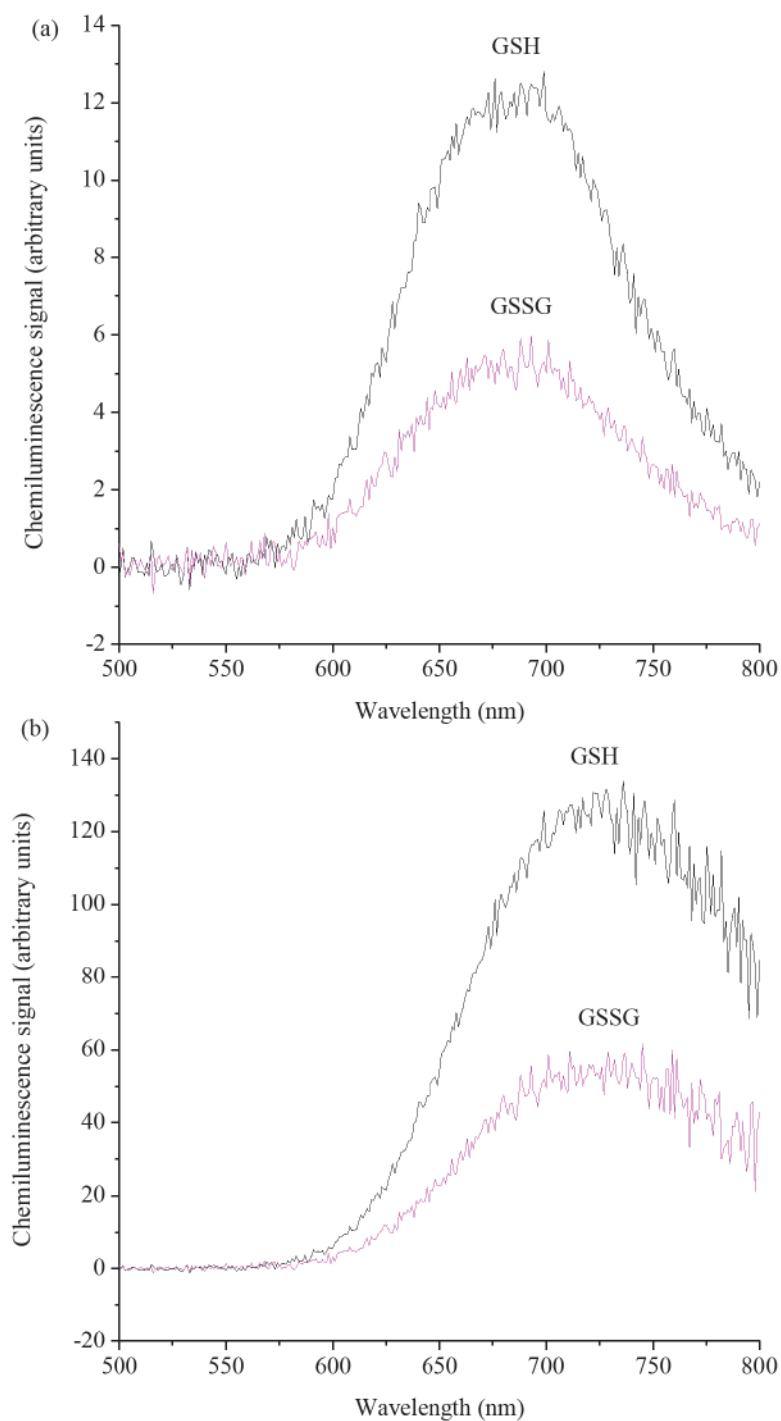 (a)
14
12
10
8
6
4
2
0
-2
Chemiluminescence signal (arbitrary units)
GSH
GSSG
500 550 600 650 700 750 800
Wavelength (nm)
(b)
140
120
100
80
60
40
20
0
-20
Chemiluminescence signal (arbitrary units)
GSH
GSSG
500 550 600 650 700 750 800
Wavelength (nm)